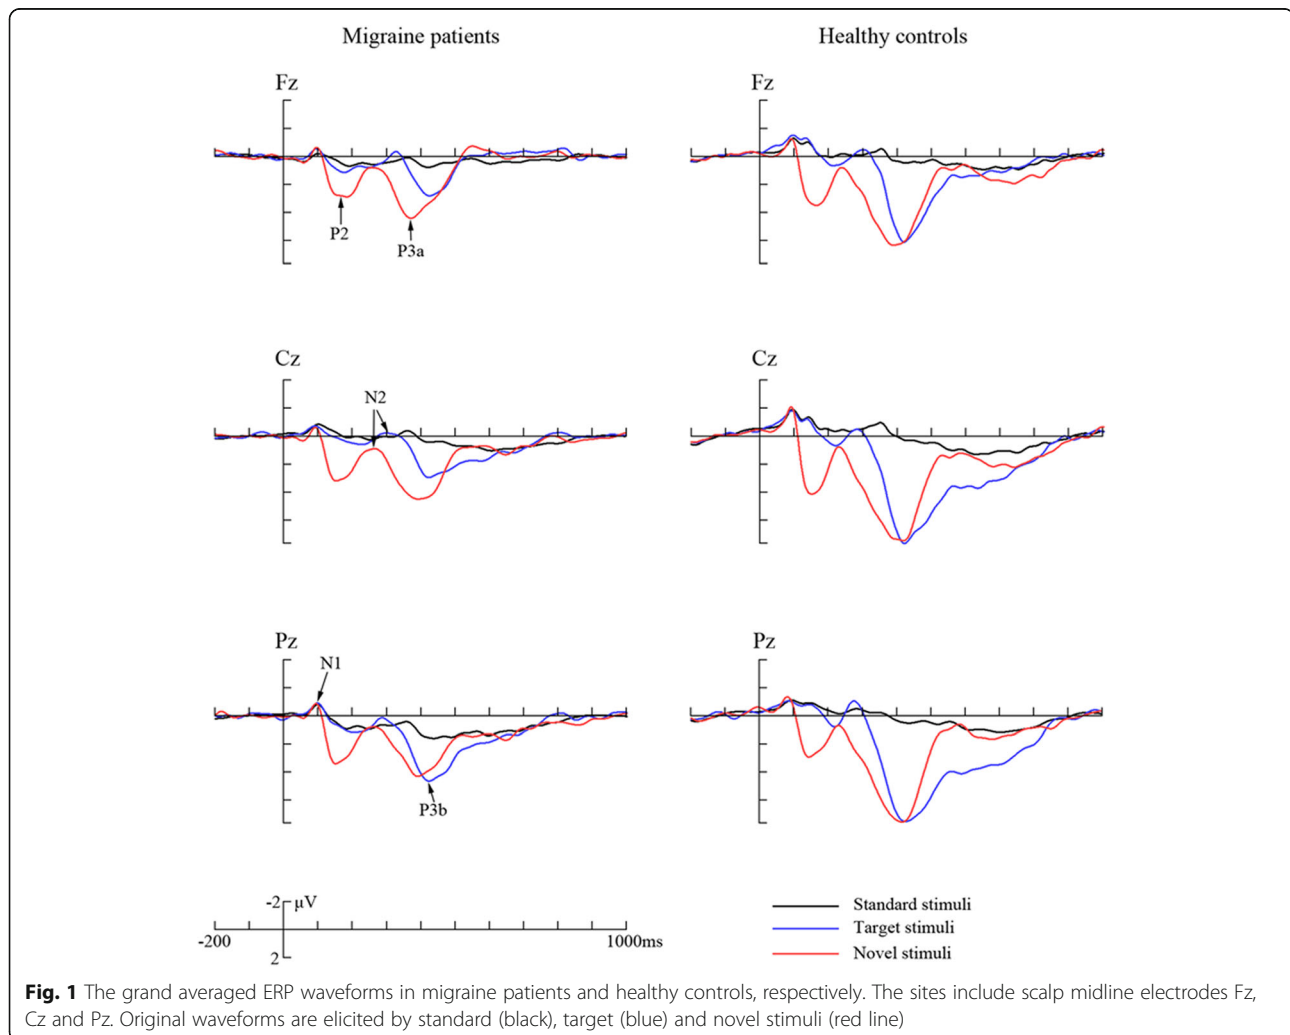 Migraine patients
Healthy controls
Fz
Fz
P2
P3a
Cz
Cz
N2
Pz
Pz
N1
P3b
-2 µV
-200
1000ms
2
Standard stimuli
Target stimuli
Novel stimuli
Fig. 1 The grand averaged ERP waveforms in migraine patients and healthy controls, respectively. The sites include scalp midline electrodes Fz,
Cz and Pz. Original waveforms are elicited by standard (black), target (blue) and novel stimuli (red line)